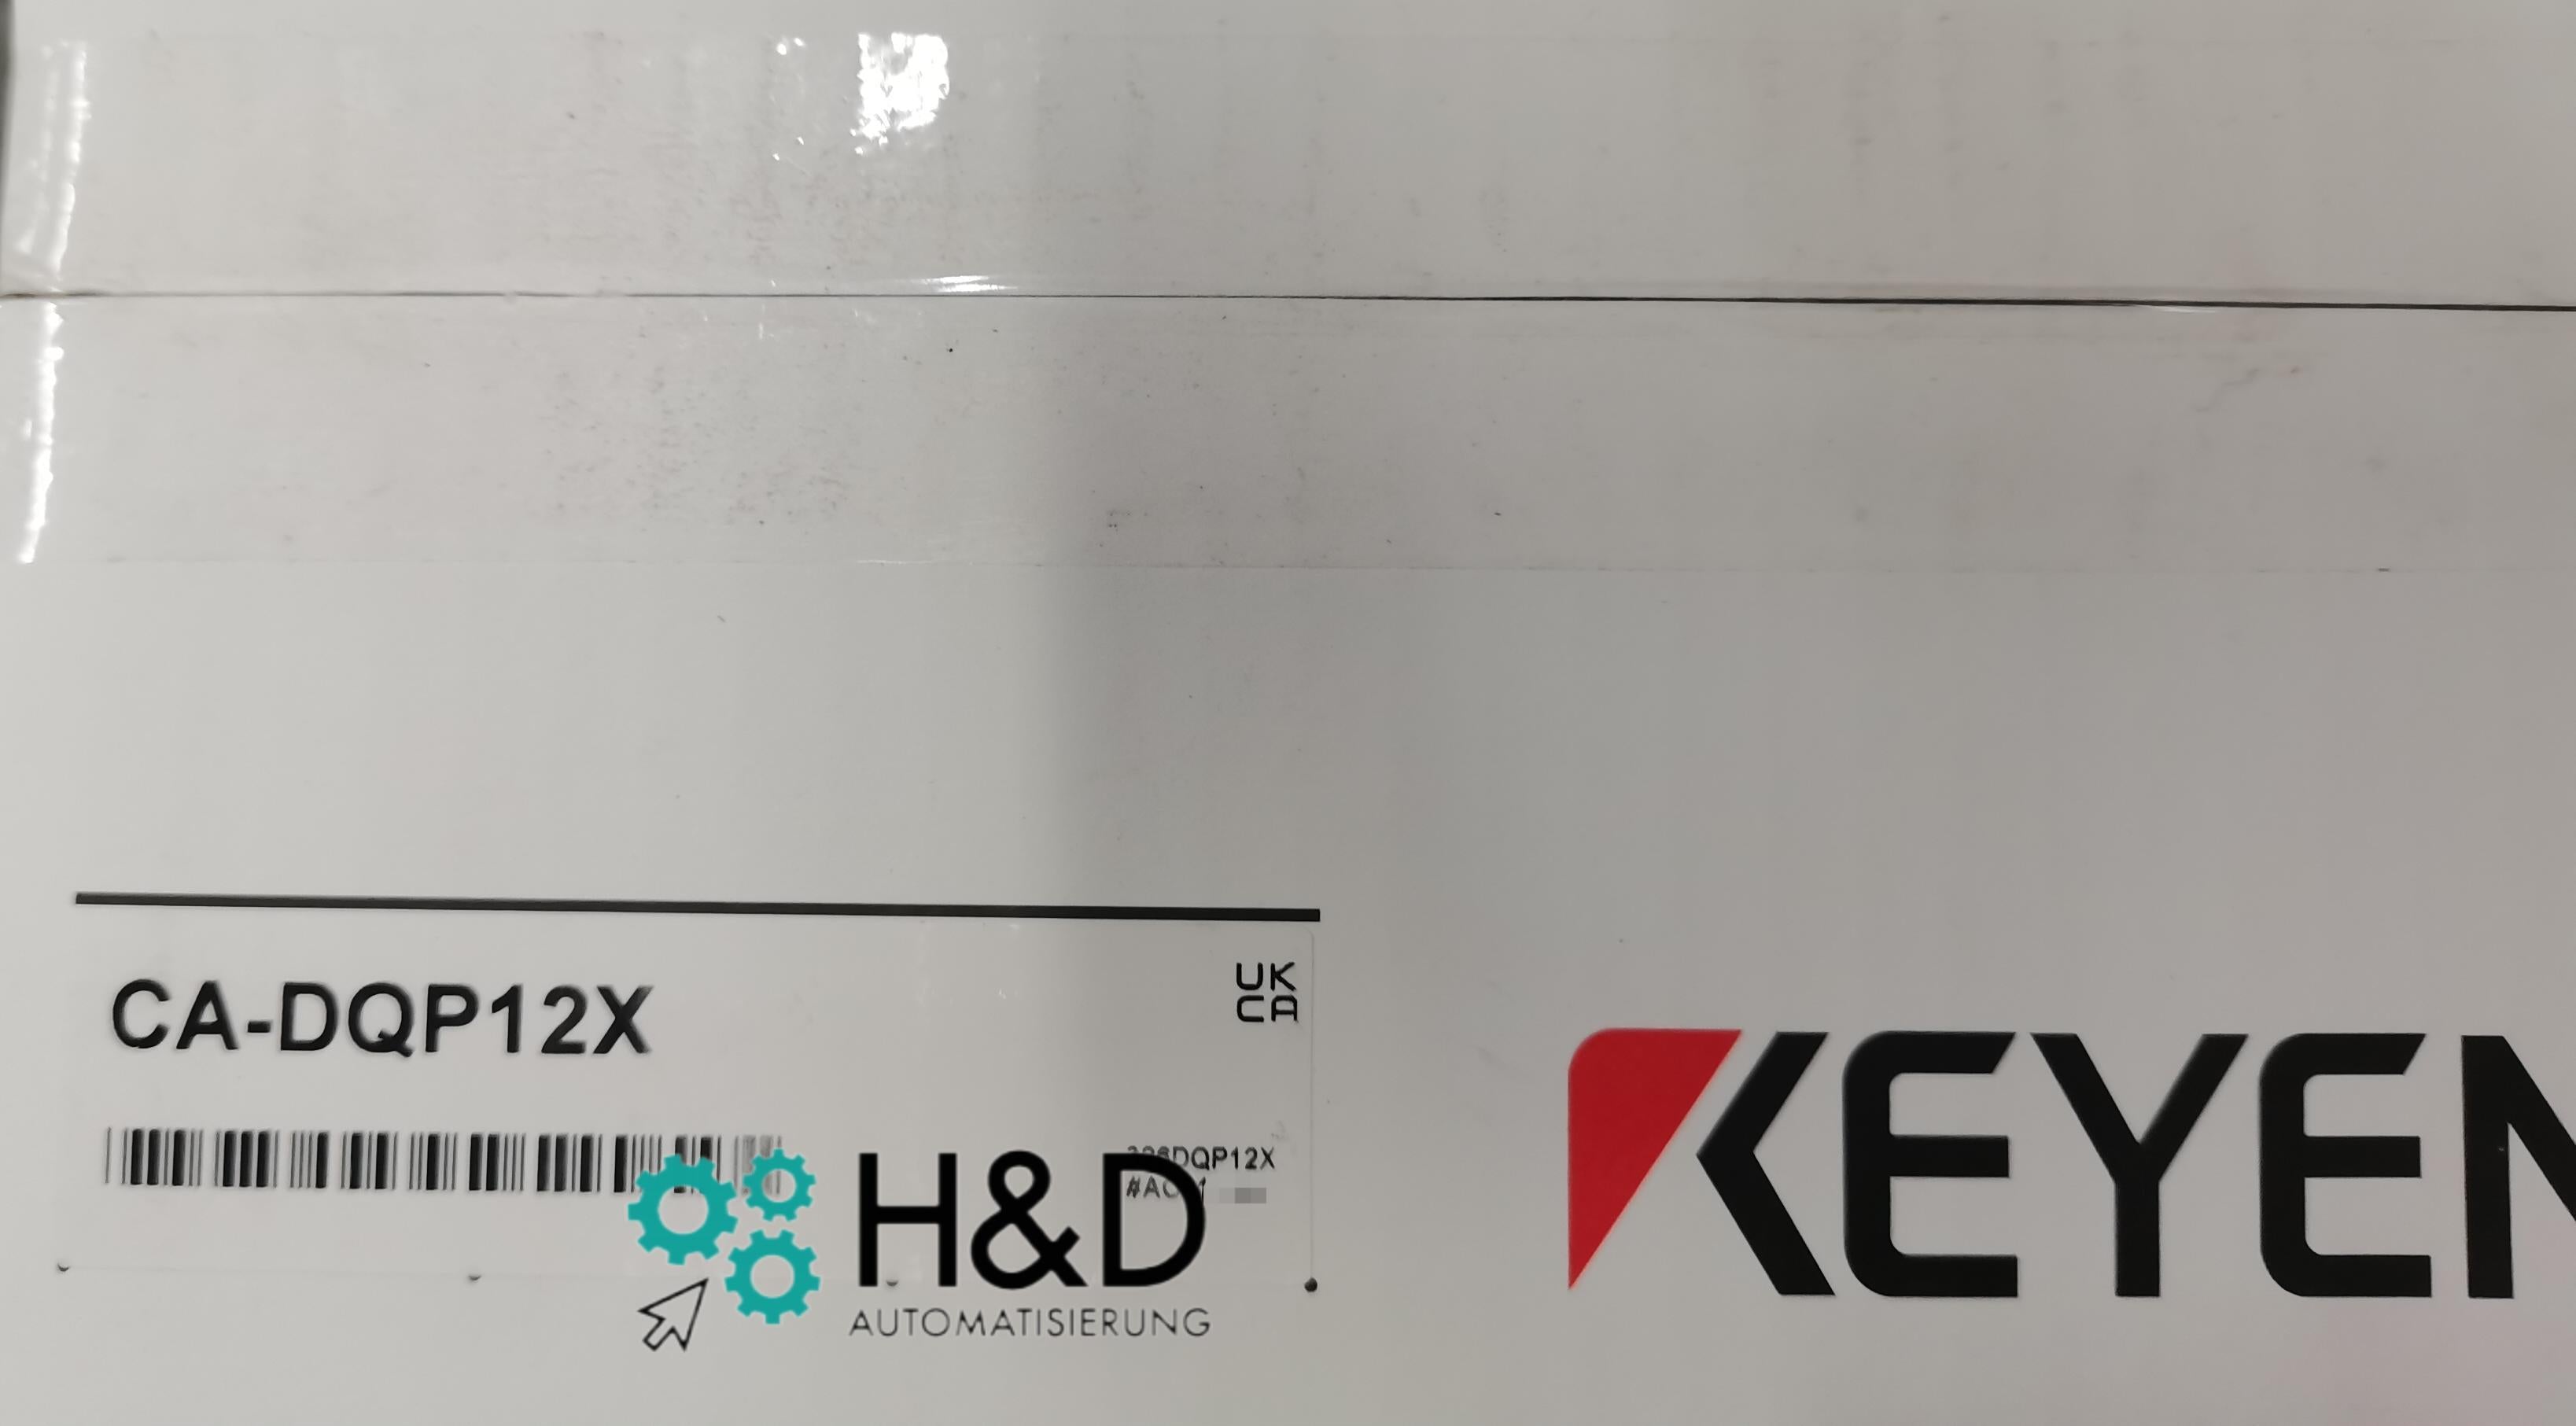 CA-DQP12X
UK
CA
DQP12X
H&D
AUTOMATISIERUNG
KEYEN